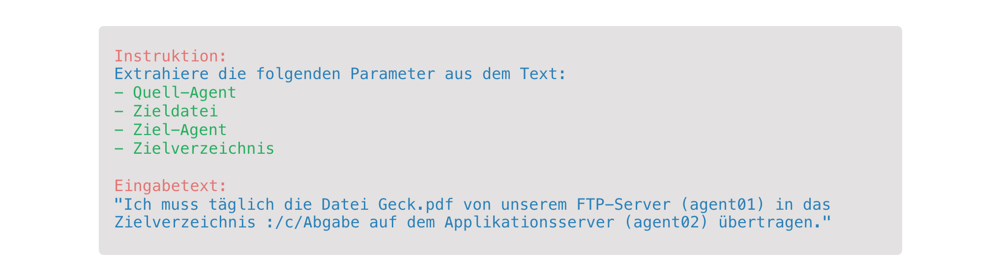 Instruktion:
Extrahiere die folgenden Parameter aus dem Text:
- Quell-Agent
- Zieldatei
- Ziel-Agent
- Zielverzeichnis
Eingabetext:
"Ich muss täglich die Datei Geck.pdf von unserem FTP-Server (agent01) in das
Zielverzeichnis :/c/Abgabe auf dem Applikationsserver (agent02) übertragen."